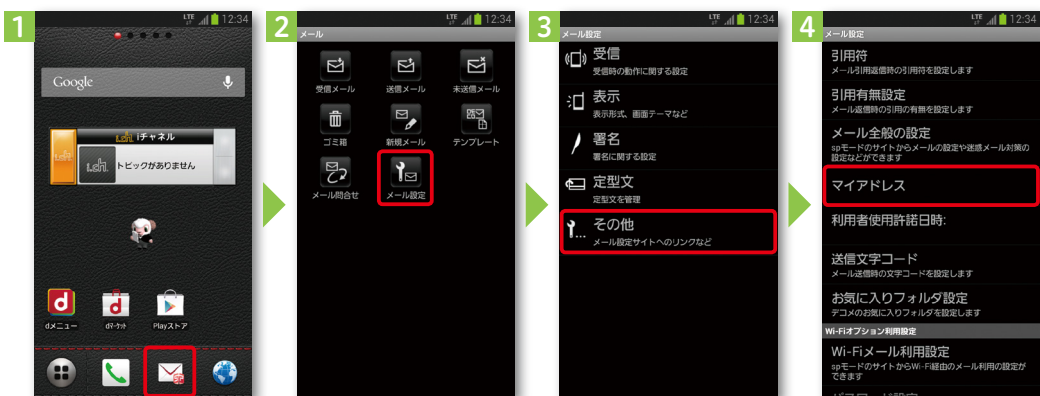 1
LTE 12:34
Google
i.ch. iチャネル
i.ch.
i.ch. トピックがありません
dメニュー
dマーケット
Playストア
2
LTE 12:34
メール
受信メール
送信メール
未送信メール
ゴミ箱
新規メール
テンプレート
メール問合せ
メール設定
3
LTE 12:34
メール設定
受信
受信時の動作に関する設定
表示
表示形式、画面テーマなど
署名
署名に関する設定
定型文
定型文を管理
その他
メール設定サイトへのリンクなど
4
LTE 12:34
メール設定
引用符
メール引用返信時の引用符を設定します
引用有無設定
メール返信時の引用の有無を設定します
メール全般の設定
spモードのサイトからメールの設定や迷惑メール対策の
設定などができます
マイアドレス
利用者使用許諾日時:
送信文字コード
メール送信時の文字コードを設定します
お気に入りフォルダ設定
デコメのお気に入りフォルダを設定します
Wi-Fiオプション利用設定
Wi-Fiメール利用設定
spモードのサイトからWi-Fi経由のメール利用の設定が
できます